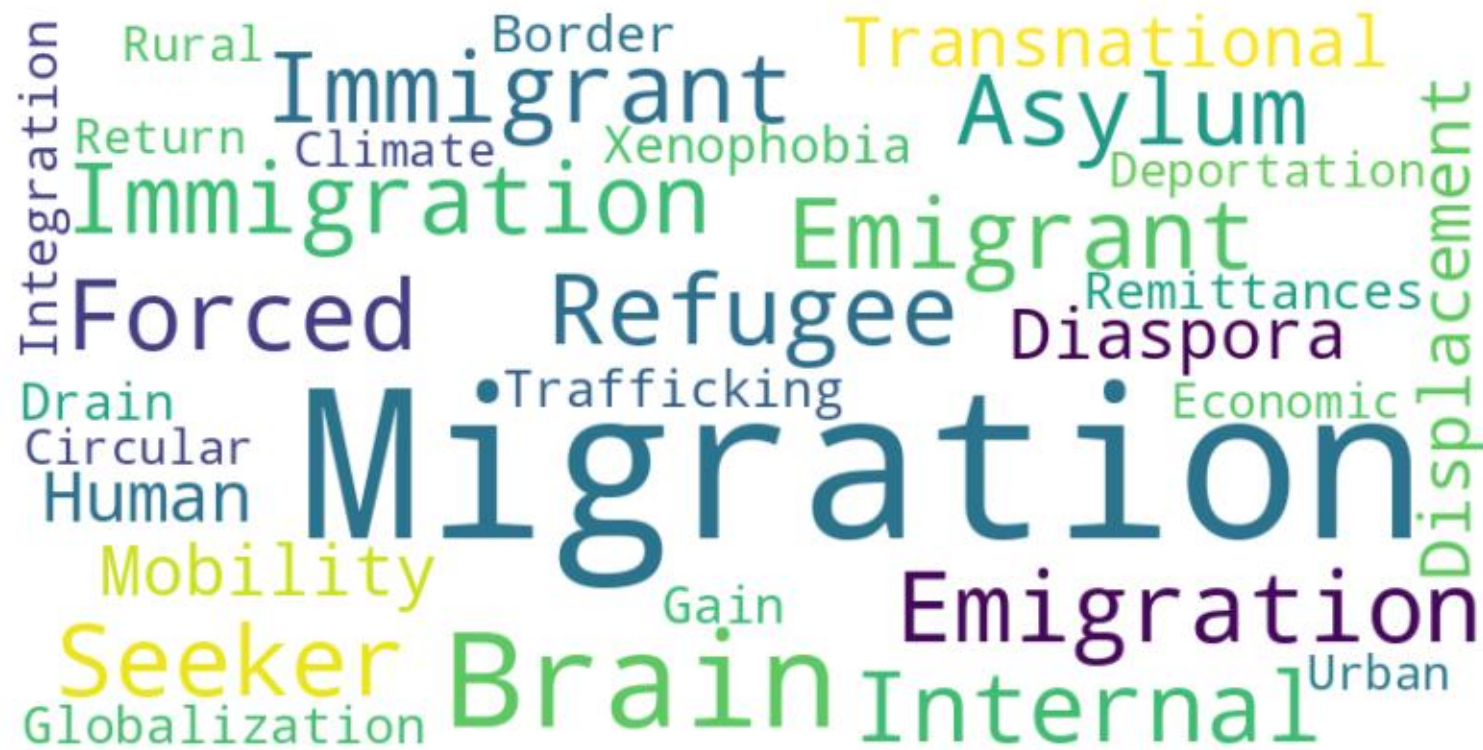 Integration
Rural
Border
Transnational
Immigrant
Asylum
Return
Climate
Xenophobia
Deportation
Immigration
Emigrant
Displacement
Forced
Refugee
Remittances
Diaspora
Drain
Trafficking
Economic
Circular
Migration
Human
Mobility
Gain
Emigration
Seeker
Brain
Internal
Urban
Globalization